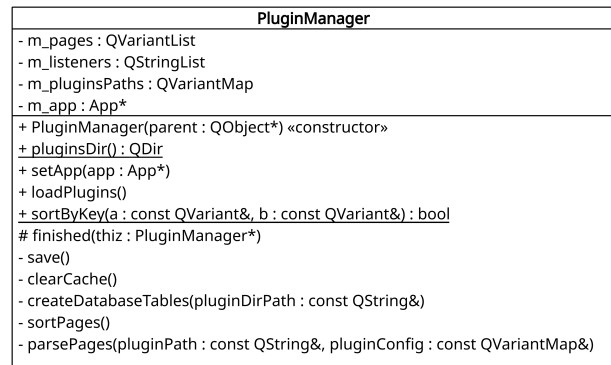 PluginManager
- m_pages : QVariantList
- m_listeners : QStringList
- m_pluginsPaths : QVariantMap
- m_app : App*
+ PluginManager(parent : QObject*) «constructor»
+ pluginsDir() : QDir
+ setApp(app : App*)
+ loadPlugins()
+ sortByKey(a : const QVariant&, b : const QVariant&) : bool
# finished(thiz : PluginManager*)
- save()
- clearCache()
- createDatabaseTables(pluginDirPath : const QString&)
- sortPages()
- parsePages(pluginPath : const QString&, pluginConfig : const QVariantMap&)